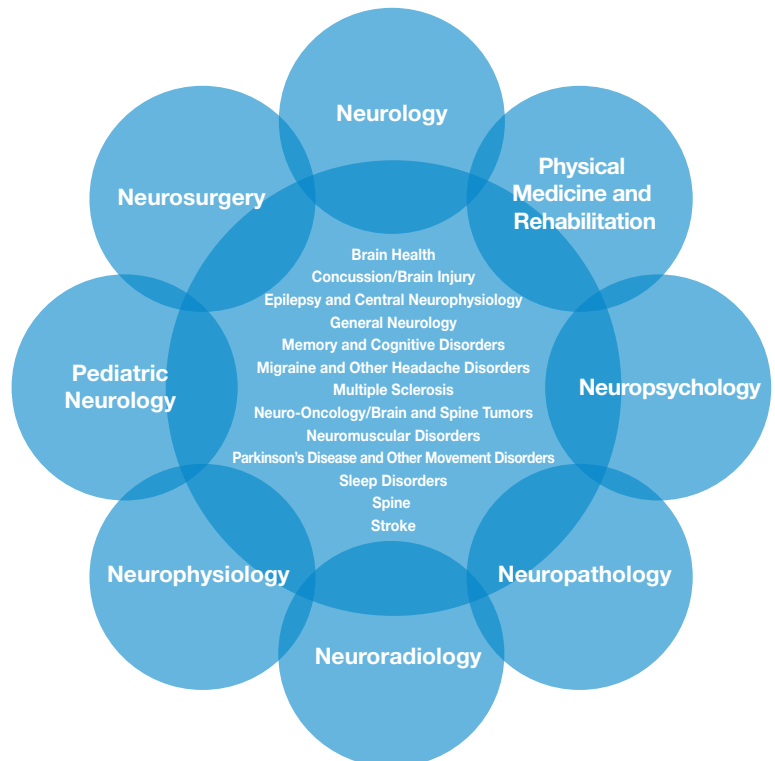 Neurology
Physical
Medicine and
Rehabilitation
Neurosurgery
Brain Health
Concussion/Brain Injury
Epilepsy and Central Neurophysiology
General Neurology
Memory and Cognitive Disorders
Migraine and Other Headache Disorders
Multiple Sclerosis
Neuro-Oncology/Brain and Spine Tumors
Neuromuscular Disorders
Parkinson's Disease and Other Movement Disorders
Sleep Disorders
Spine
Stroke
Pediatric
Neurology
Neuropsychology
Neurophysiology
Neuropathology
Neuroradiology